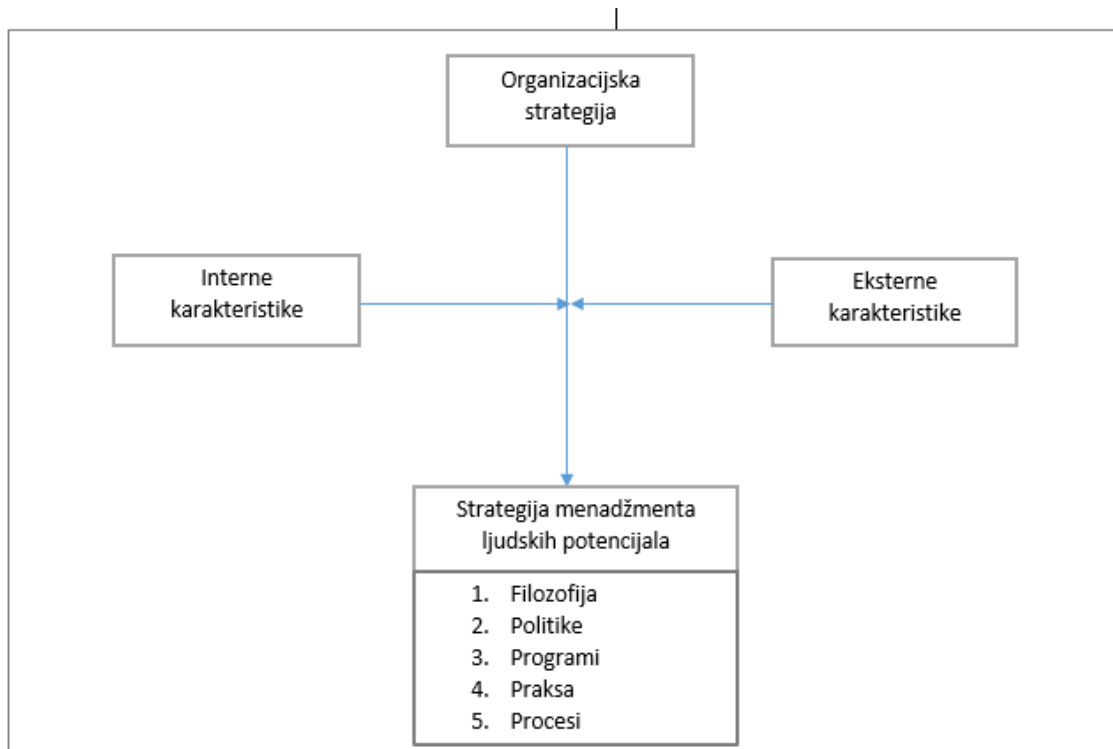 Organizacijska
strategija
Interne
karakteristike
Eksterne
karakteristike
Strategija menadžmenta
ljudskih potencijala
1. Filozofija
2. Politike
3. Programi
4. Praksa
5. Procesi